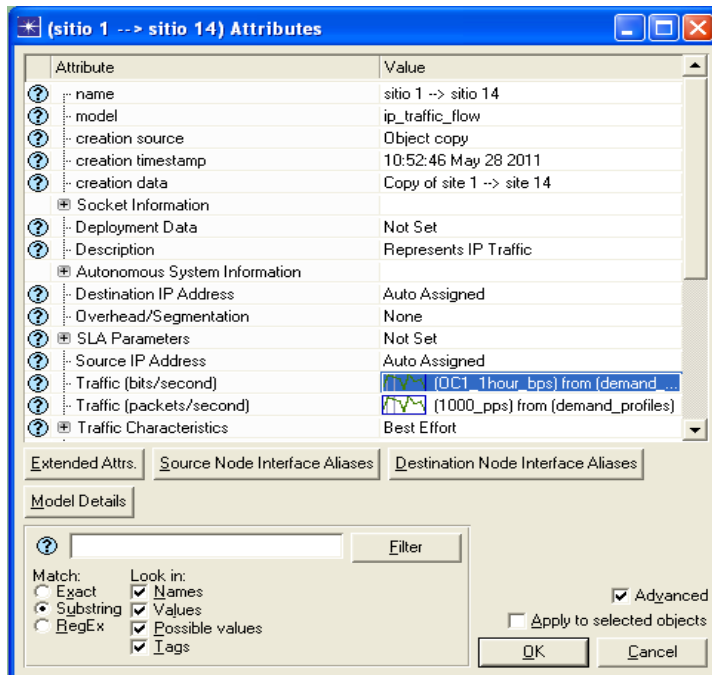 (sitio 1 --> sitio 14) Attributes
Attribute Value
name sitio 1 --> sitio 14
model ip_traffic_flow
creation source Object copy
creation timestamp 10:52:46 May 28 2011
creation data Copy of site 1 --> site 14
Socket Information
Deployment Data Not Set
Description Represents IP Traffic
Autonomous System Information
Destination IP Address Auto Assigned
Overhead/Segmentation None
SLA Parameters Not Set
Source IP Address Auto Assigned
Traffic (bits/second) (OC1_1hour_bps) from (demand_...
Traffic (packets/second) (1000_pps) from (demand_profiles)
Traffic Characteristics Best Effort
Extended Attrs. Source Node Interface Aliases Destination Node Interface Aliases
Model Details
Filter
Match: Look in:
Exact Names
Substring Values
RegEx Possible values
Tags
Advanced
Apply to selected objects
OK Cancel